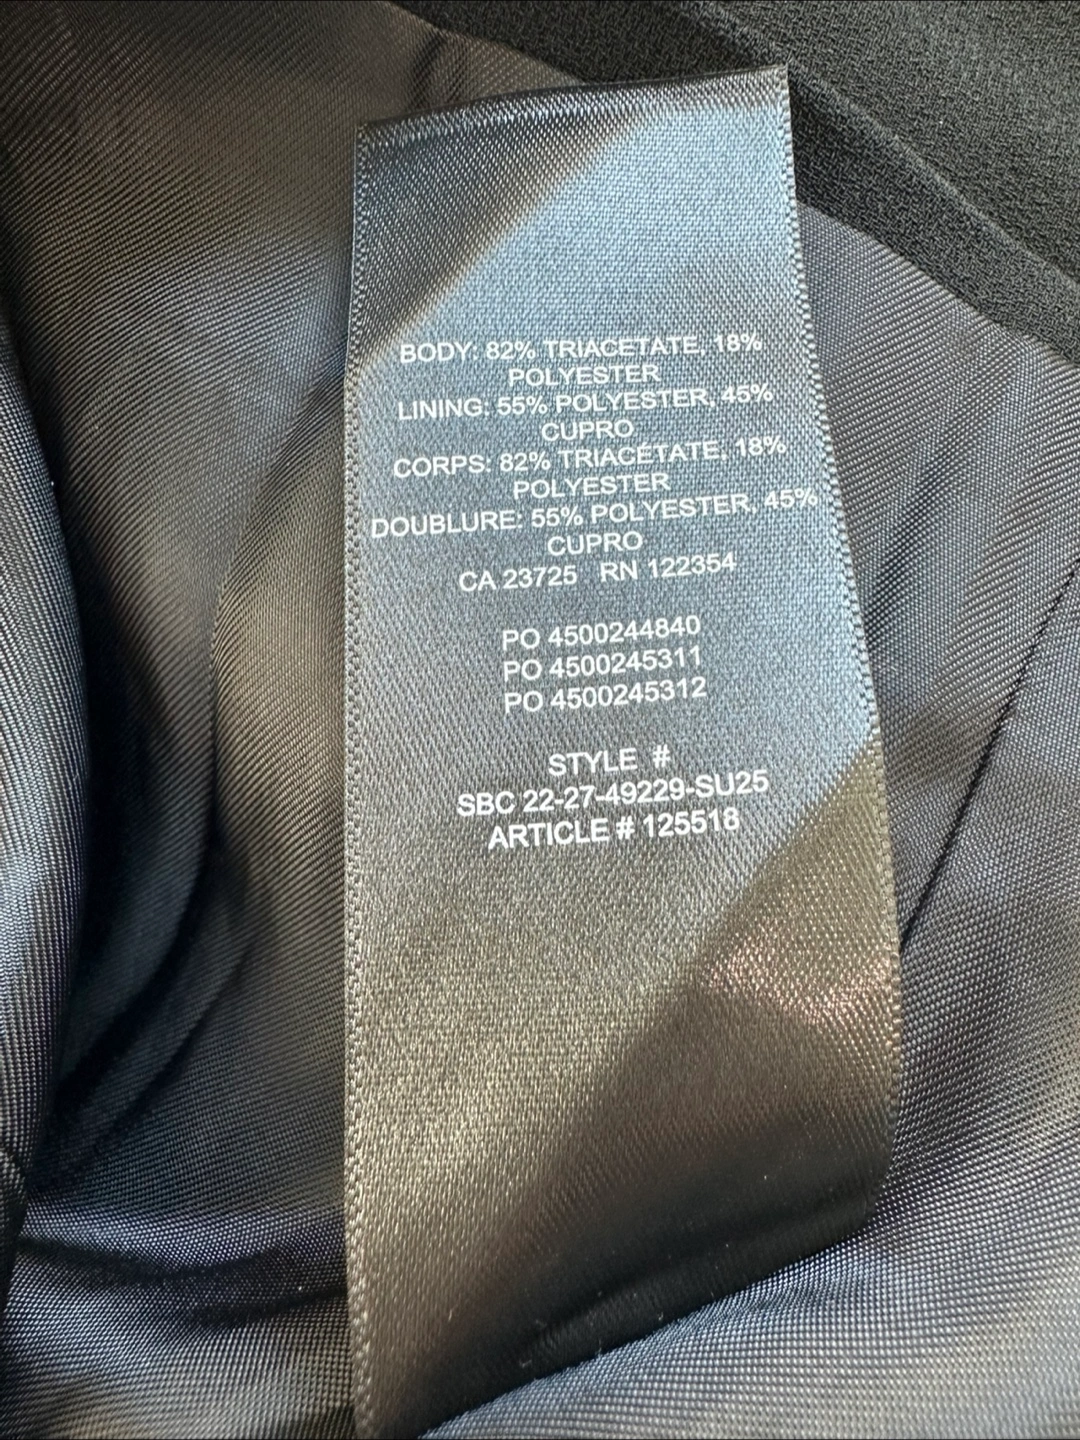 BODY: 82% TRIACETATE, 18%
POLYESTER
LINING: 55% POLYESTER, 45%
CUPRO
CORPS: 82% TRIACÉTATE, 18%
POLYESTER
DOUBLURE: 55% POLYESTER, 45%
CUPRO
CA 23725 RN 122354
PO 4500244840
PO 4500245311
PO 4500245312
STYLE #
SBC 22-27-49229-SU25
ARTICLE # 125518